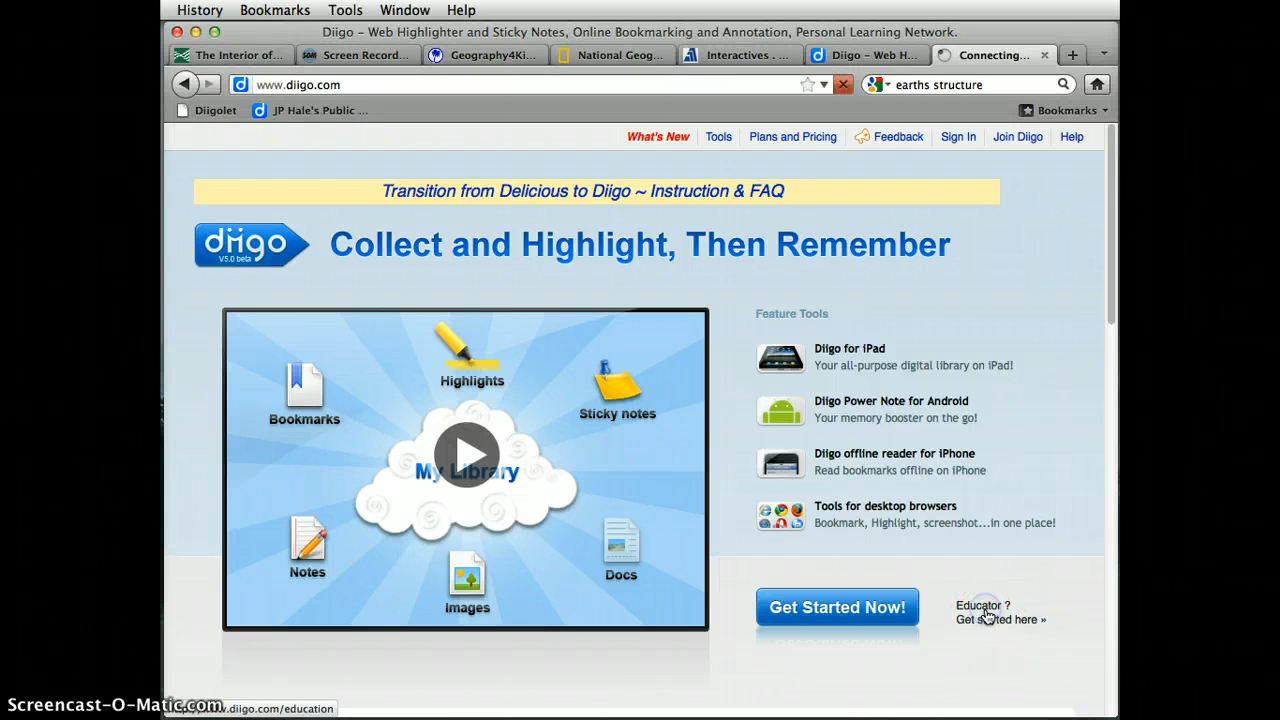 History Bookmarks Tools Window Help
Diigo – Web Highlighter and Sticky Notes, Online Bookmarking and Annotation, Personal Learning Network.
The Interior of... Screen Record... Geography4Ki... National Geog... Interactives . ... Diigo – Web H... Connecting...
www.diigo.com earths structure
Diigolet JP Hale's Public ... Bookmarks
What's New Tools Plans and Pricing Feedback Sign In Join Diigo Help
Transition from Delicious to Diigo ~ Instruction & FAQ
diigo
V5.0 beta
Collect and Highlight, Then Remember
Highlights
Bookmarks
Sticky notes
My Library
Notes
Images
Docs
Feature Tools
Diigo for iPad
Your all-purpose digital library on iPad!
Diigo Power Note for Android
Your memory booster on the go!
Diigo offline reader for iPhone
Read bookmarks offline on iPhone
Tools for desktop browsers
Bookmark, Highlight, screenshot...in one place!
Get Started Now!
Educator ?
Get started here »
Screencast-O-Matic.com
www.diigo.com/education